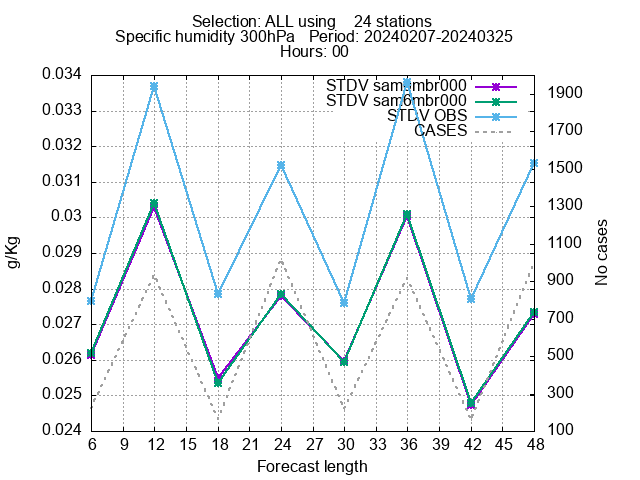 Selection: ALL using 24 stations
Specific humidity 300hPa Period: 20240207-20240325
Hours: 00
0.034
0.033
0.032
0.031
0.03
0.029
0.028
0.027
0.026
0.025
0.024
g/Kg
STDV OBS
CASES
1900
1700
1500
1300
1100
900
700
500
300
100
No cases
6 9 12 15 18 21 24 27 30 33 36 39 42 45 48
Forecast length